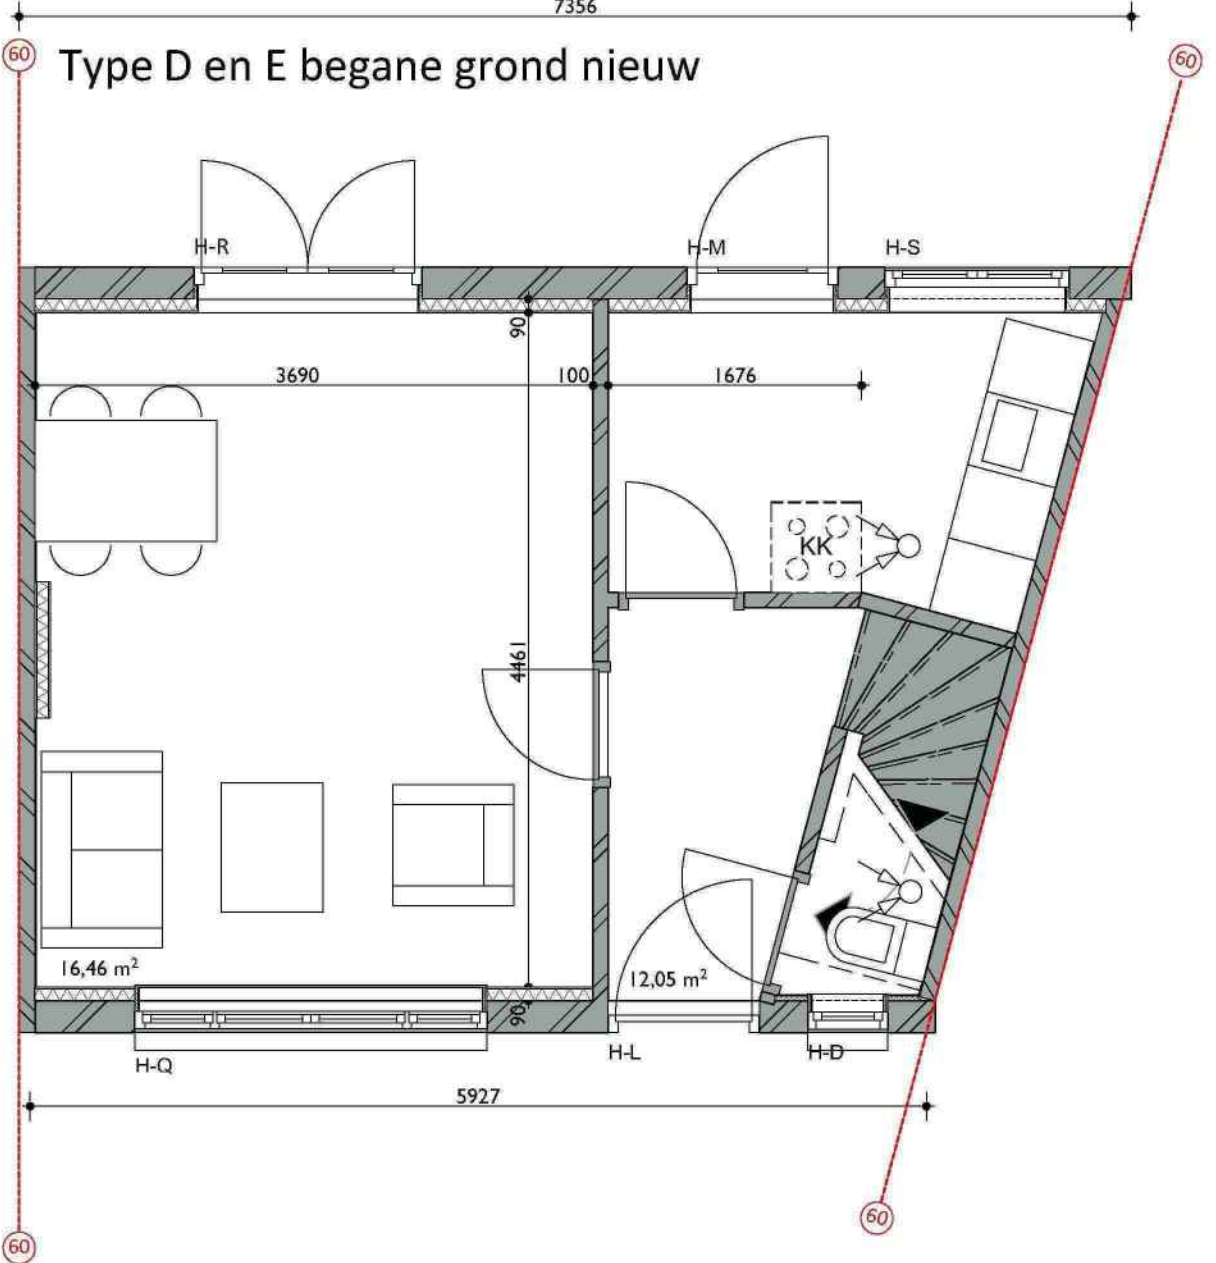 7356
60
Type D en E begane grond nieuw
60
H-R
H-M
H-S
90
3690
100
1676
KK
4461
16,46 m²
12,05 m²
90
H-Q
H-L
H-D
5927
60
60